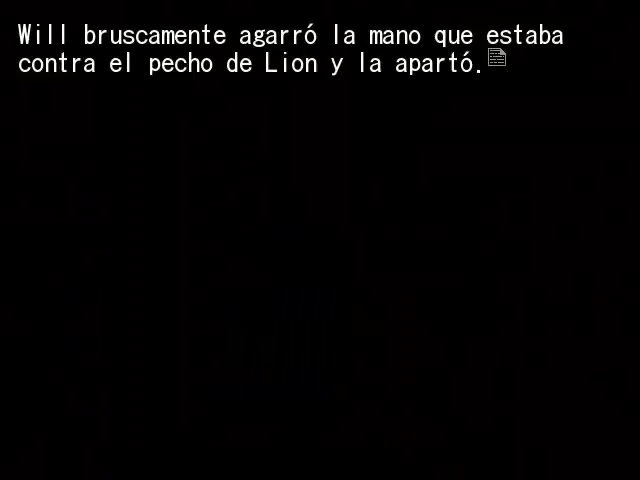 Will bruscamente agarró la mano que estaba
contra el pecho de Lion y la apartó.